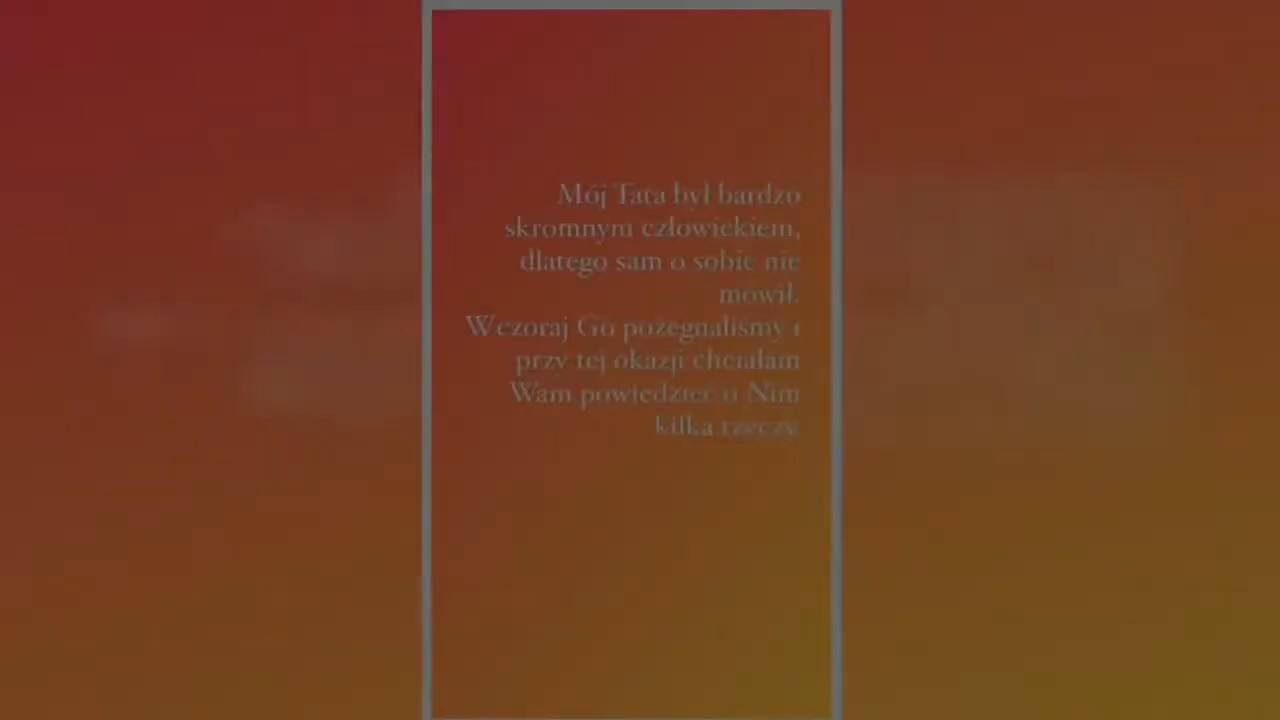 Mój Tata był bardzo
skromnym człowiekiem,
dlatego sam o sobie nie
mówił.
Wczoraj Go pożegnaliśmy i
przy tej okazji chciałam
Wam powiedzieć o Nim
kilka rzeczy.